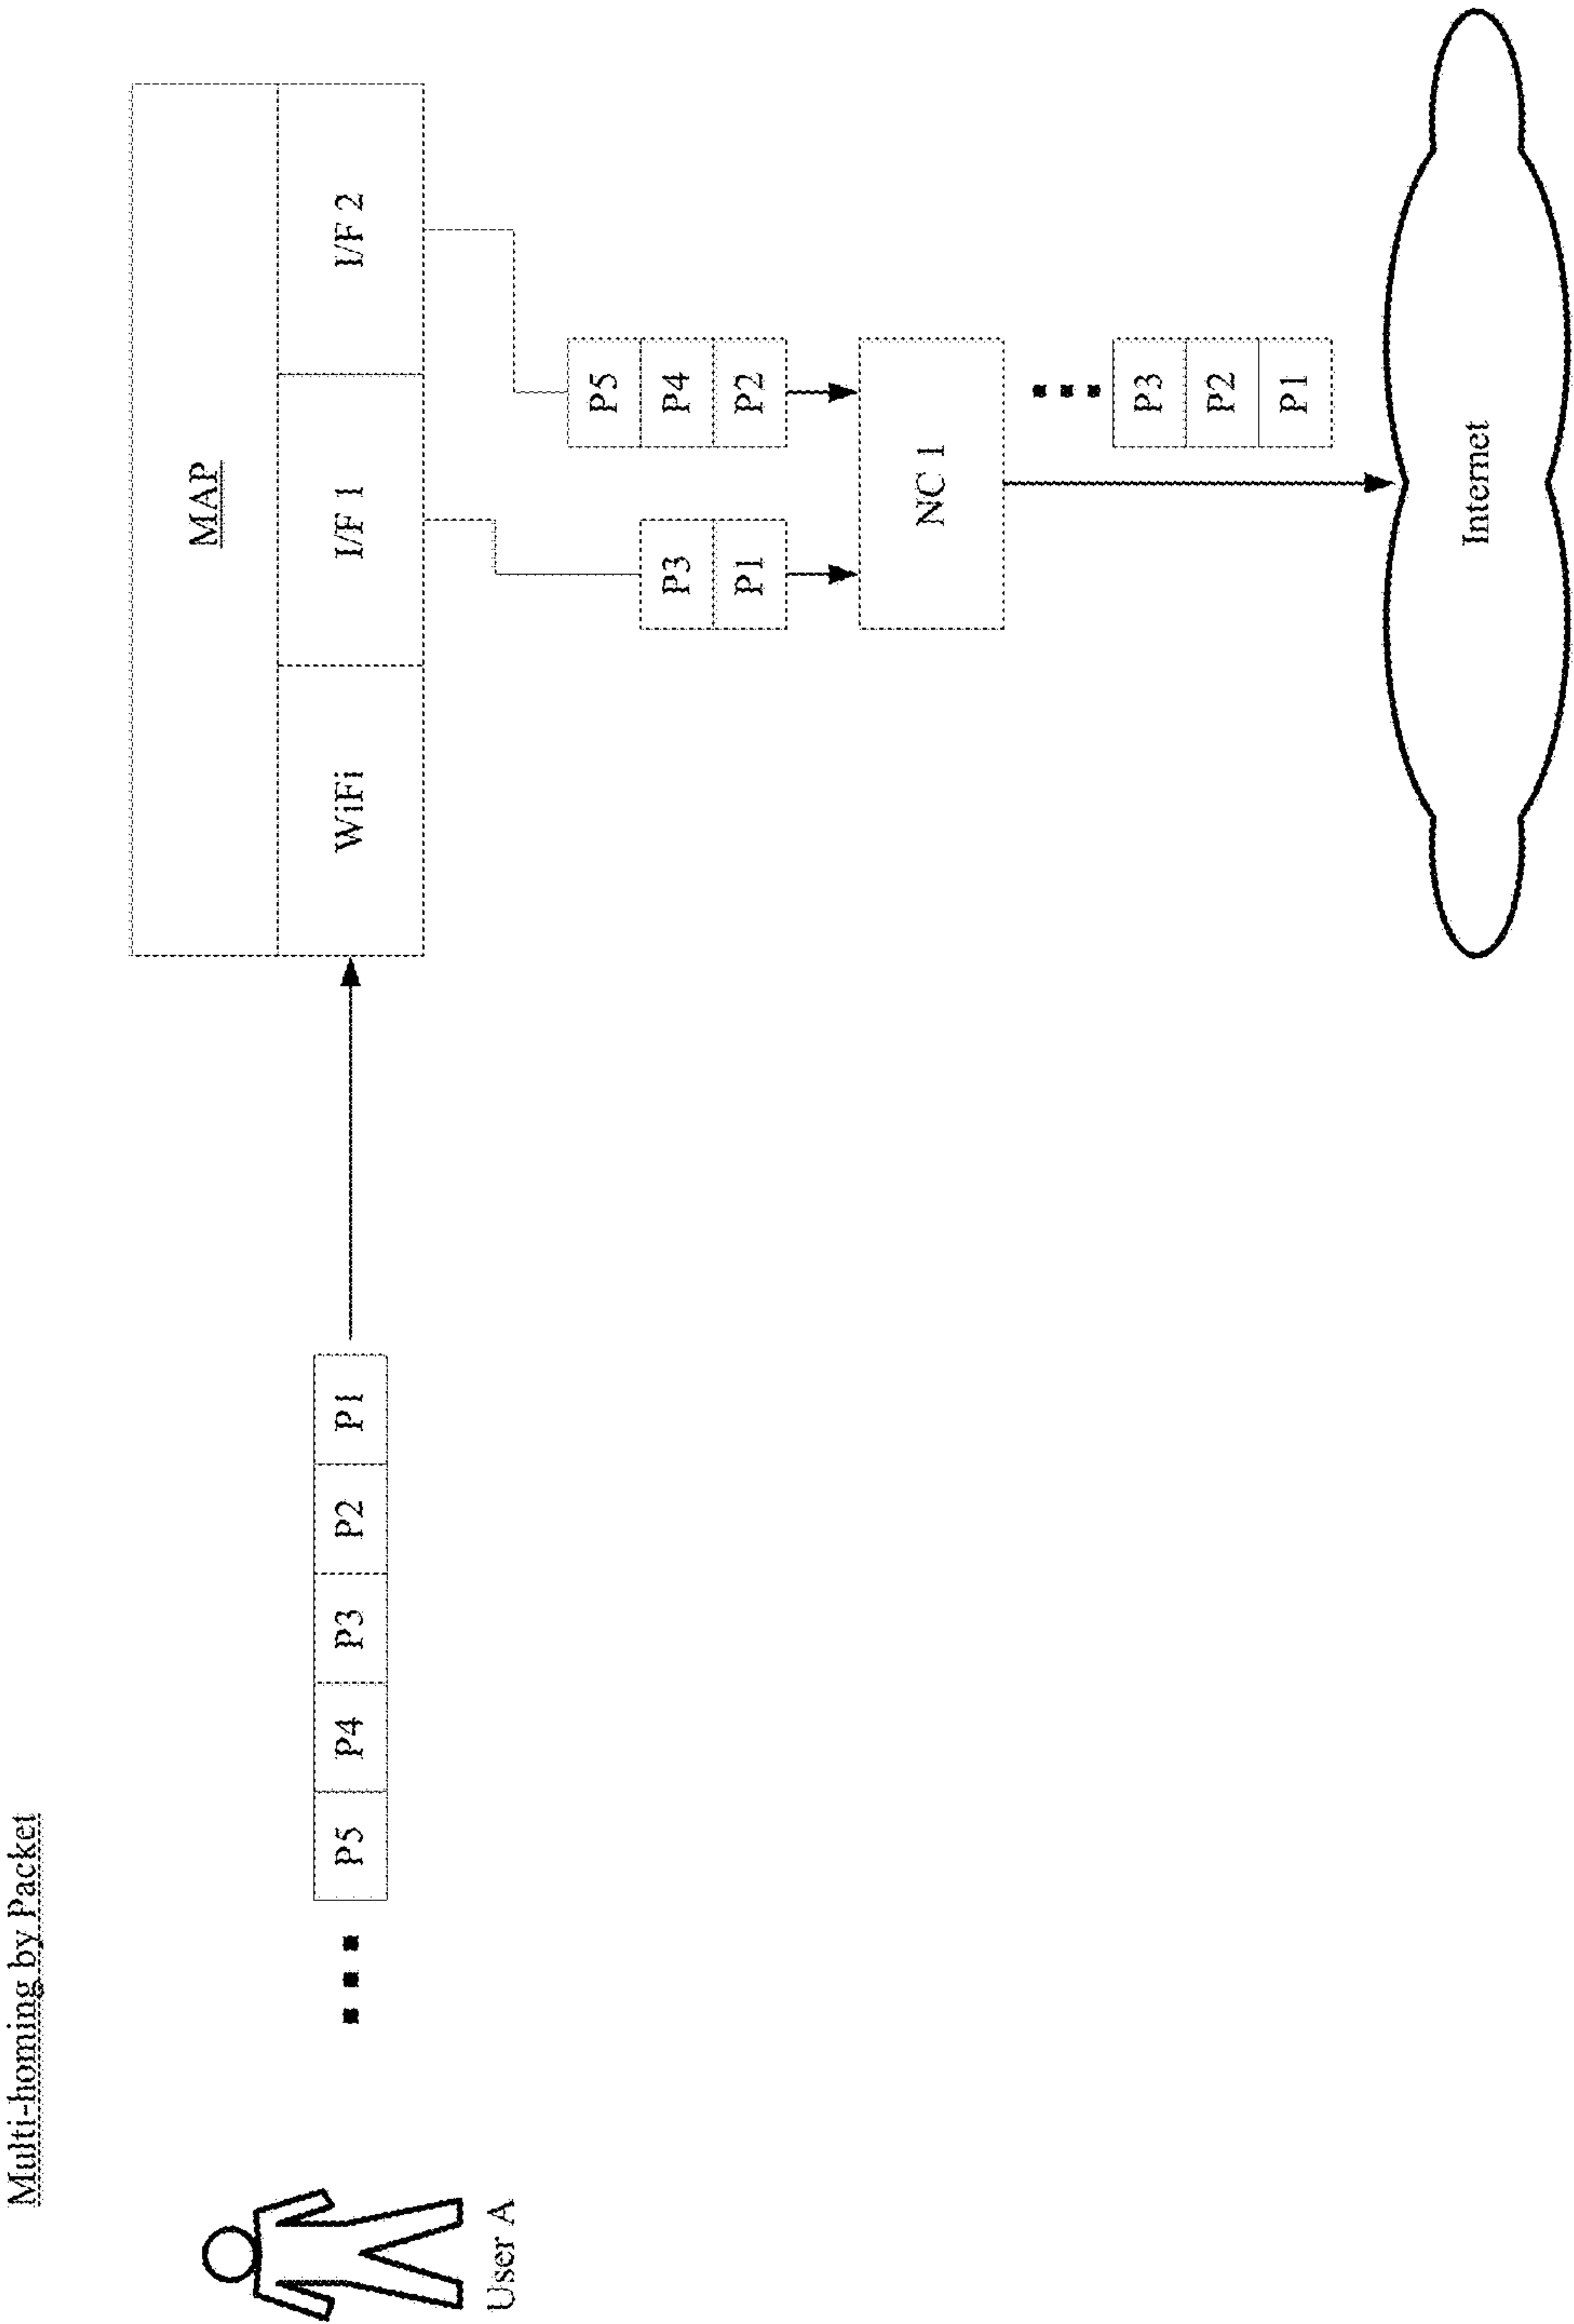 Multi-homing by Packet
User A
P5 P4 P3 P2 P1
MAP
WiFi I/F 1 I/F 2
P3
P1
P5
P4
P2
NC 1
P3
P2
P1
Internet